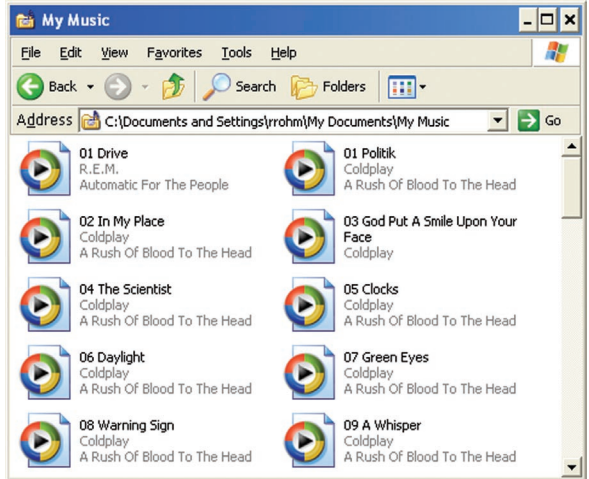 My Music
File Edit View Favorites Tools Help
Back Search Folders
Address C:\Documents and Settings\rrohm\My Documents\My Music Go
01 Drive
R.E.M.
Automatic For The People
01 Politik
Coldplay
A Rush Of Blood To The Head
02 In My Place
Coldplay
A Rush Of Blood To The Head
03 God Put A Smile Upon Your
Face
Coldplay
04 The Scientist
Coldplay
A Rush Of Blood To The Head
05 Clocks
Coldplay
A Rush Of Blood To The Head
06 Daylight
Coldplay
A Rush Of Blood To The Head
07 Green Eyes
Coldplay
A Rush Of Blood To The Head
08 Warning Sign
Coldplay
A Rush Of Blood To The Head
09 A Whisper
Coldplay
A Rush Of Blood To The Head